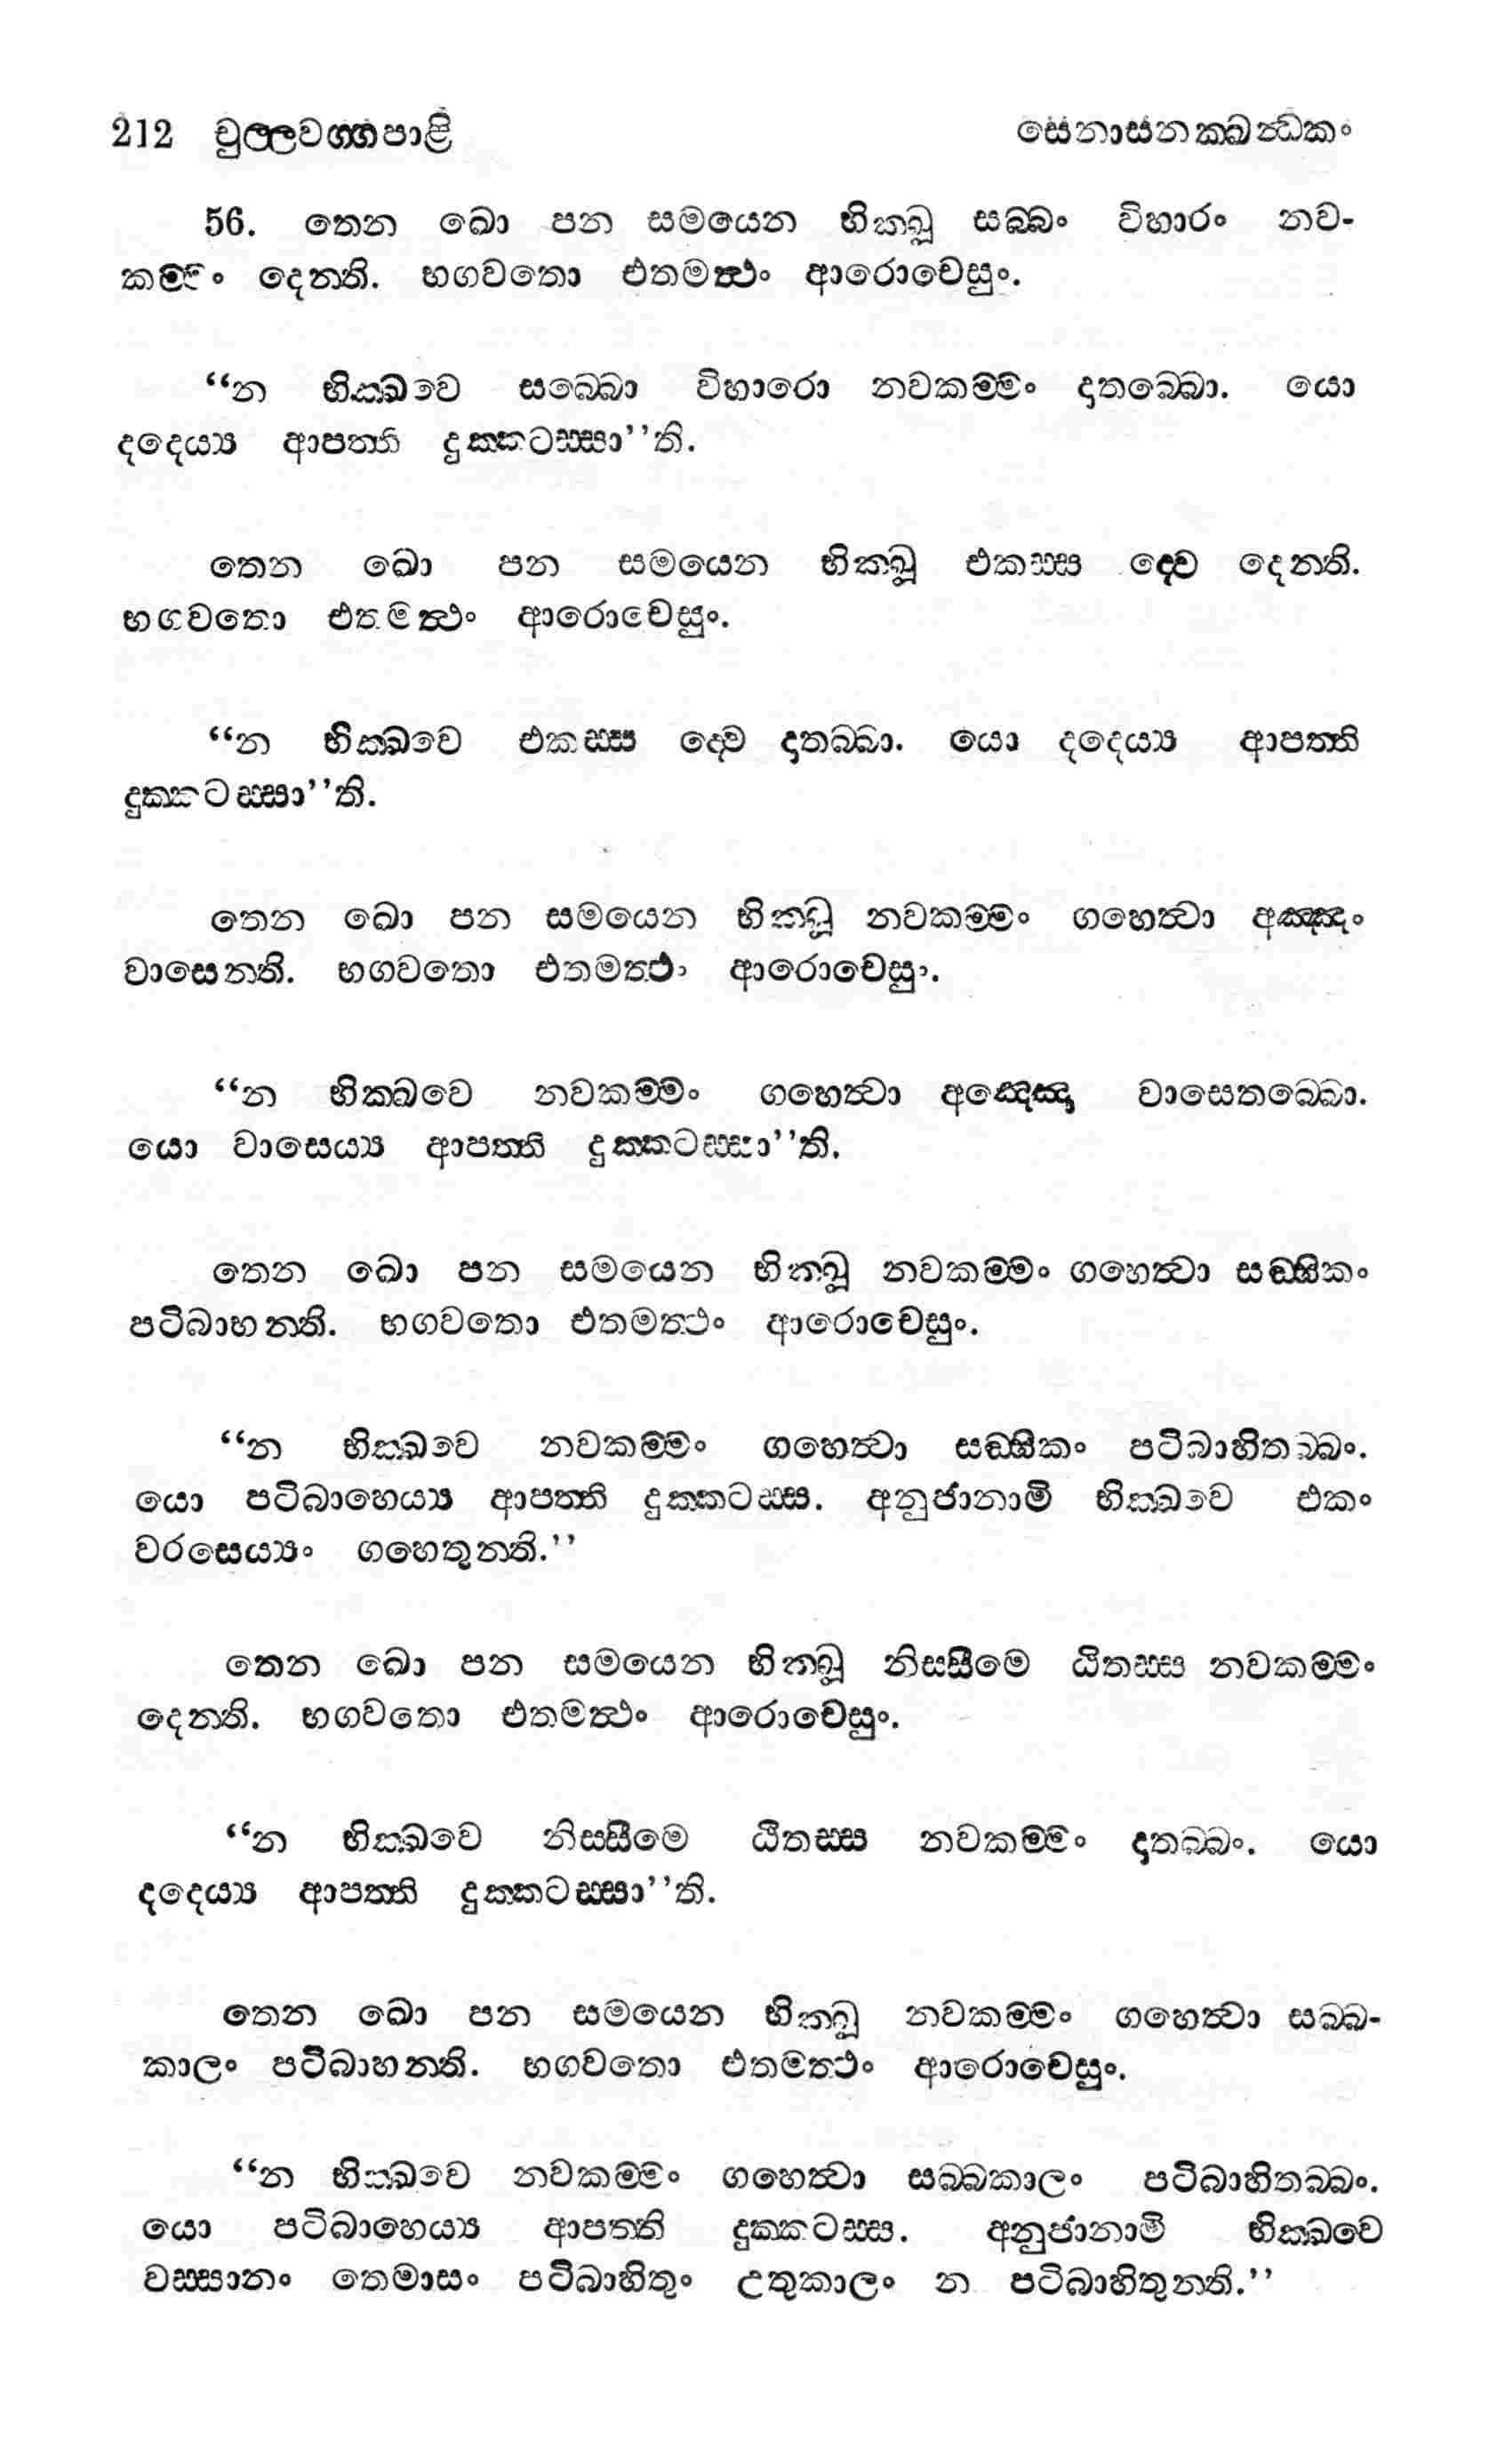 212 චුල්ලවග්ගපාළි සෙනාසනක්ඛන්ධකං
56. තෙන ඛො පන සමයෙන භික්ඛූ සබ්බං විහාරං නව-
කම්මං දෙන්ති. භගවතො එතමත්ථං ආරොචෙසුං.
“න භික්ඛවෙ සබ්බො විහාරො නවකම්මං දාතබ්බො. යො
දදෙය්‍ය ආපත්ති දුක්කටස්සා’’ති.
තෙන ඛො පන සමයෙන භික්ඛූ එකස්ස ද්වෙ දෙන්ති.
භගවතො එතමත්ථං ආරොචෙසුං.
“න භික්ඛවෙ එකස්ස ද්වෙ දාතබ්බා. යො දදෙය්‍ය ආපත්ති
දුක්කටස්සා’’ති.
තෙන ඛො පන සමයෙන භික්ඛූ නවකම්මං ගහෙත්වා අඤ්ඤං
වාසෙන්ති. භගවතො එතමත්ථං ආරොචෙසුං.
“න භික්ඛවෙ නවකම්මං ගහෙත්වා අඤ්ඤො වාසෙතබ්බො.
යො වාසෙය්‍ය ආපත්ති දුක්කටස්සා’’ති.
තෙන ඛො පන සමයෙන භික්ඛූ නවකම්මං ගහෙත්වා සඞ්ඝිකං
පටිබාහන්ති. භගවතො එතමත්ථං ආරොචෙසුං.
“න භික්ඛවෙ නවකම්මං ගහෙත්වා සඞ්ඝිකං පටිබාහිතබ්බං.
යො පටිබාහෙය්‍ය ආපත්ති දුක්කටස්ස. අනුජානාමි භික්ඛවෙ එකං
වරසෙය්‍යං ගහෙතුන්ති.’’
තෙන ඛො පන සමයෙන භික්ඛූ නිස්සීමෙ ඨිතස්ස නවකම්මං
දෙන්ති. භගවතො එතමත්ථං ආරොචෙසුං.
“න භික්ඛවෙ නිස්සීමෙ ඨිතස්ස නවකම්මං දාතබ්බං. යො
දදෙය්‍ය ආපත්ති දුක්කටස්සා’’ති.
තෙන ඛො පන සමයෙන භික්ඛූ නවකම්මං ගහෙත්වා සබ්බ-
කාලං පටිබාහන්ති. භගවතො එතමත්ථං ආරොචෙසුං.
“න භික්ඛවෙ නවකම්මං ගහෙත්වා සබ්බකාලං පටිබාහිතබ්බං.
යො පටිබාහෙය්‍ය ආපත්ති දුක්කටස්ස. අනුජානාමි භික්ඛවෙ
වස්සානං තෙමාසං පටිබාහිතුං උතුකාලං න පටිබාහිතුන්ති.’’